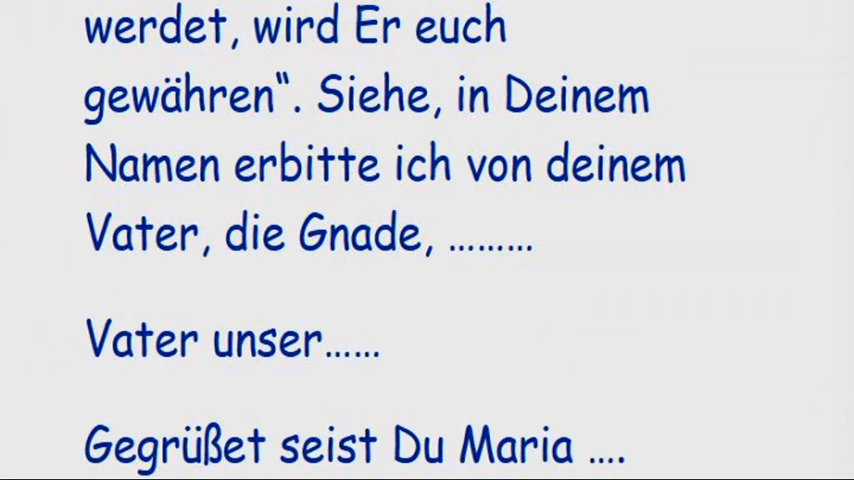 werdet, wird Er euch
gewähren“. Siehe, in Deinem
Namen erbitte ich von deinem
Vater, die Gnade, .........
Vater unser......
Gegrüßet seist Du Maria ....